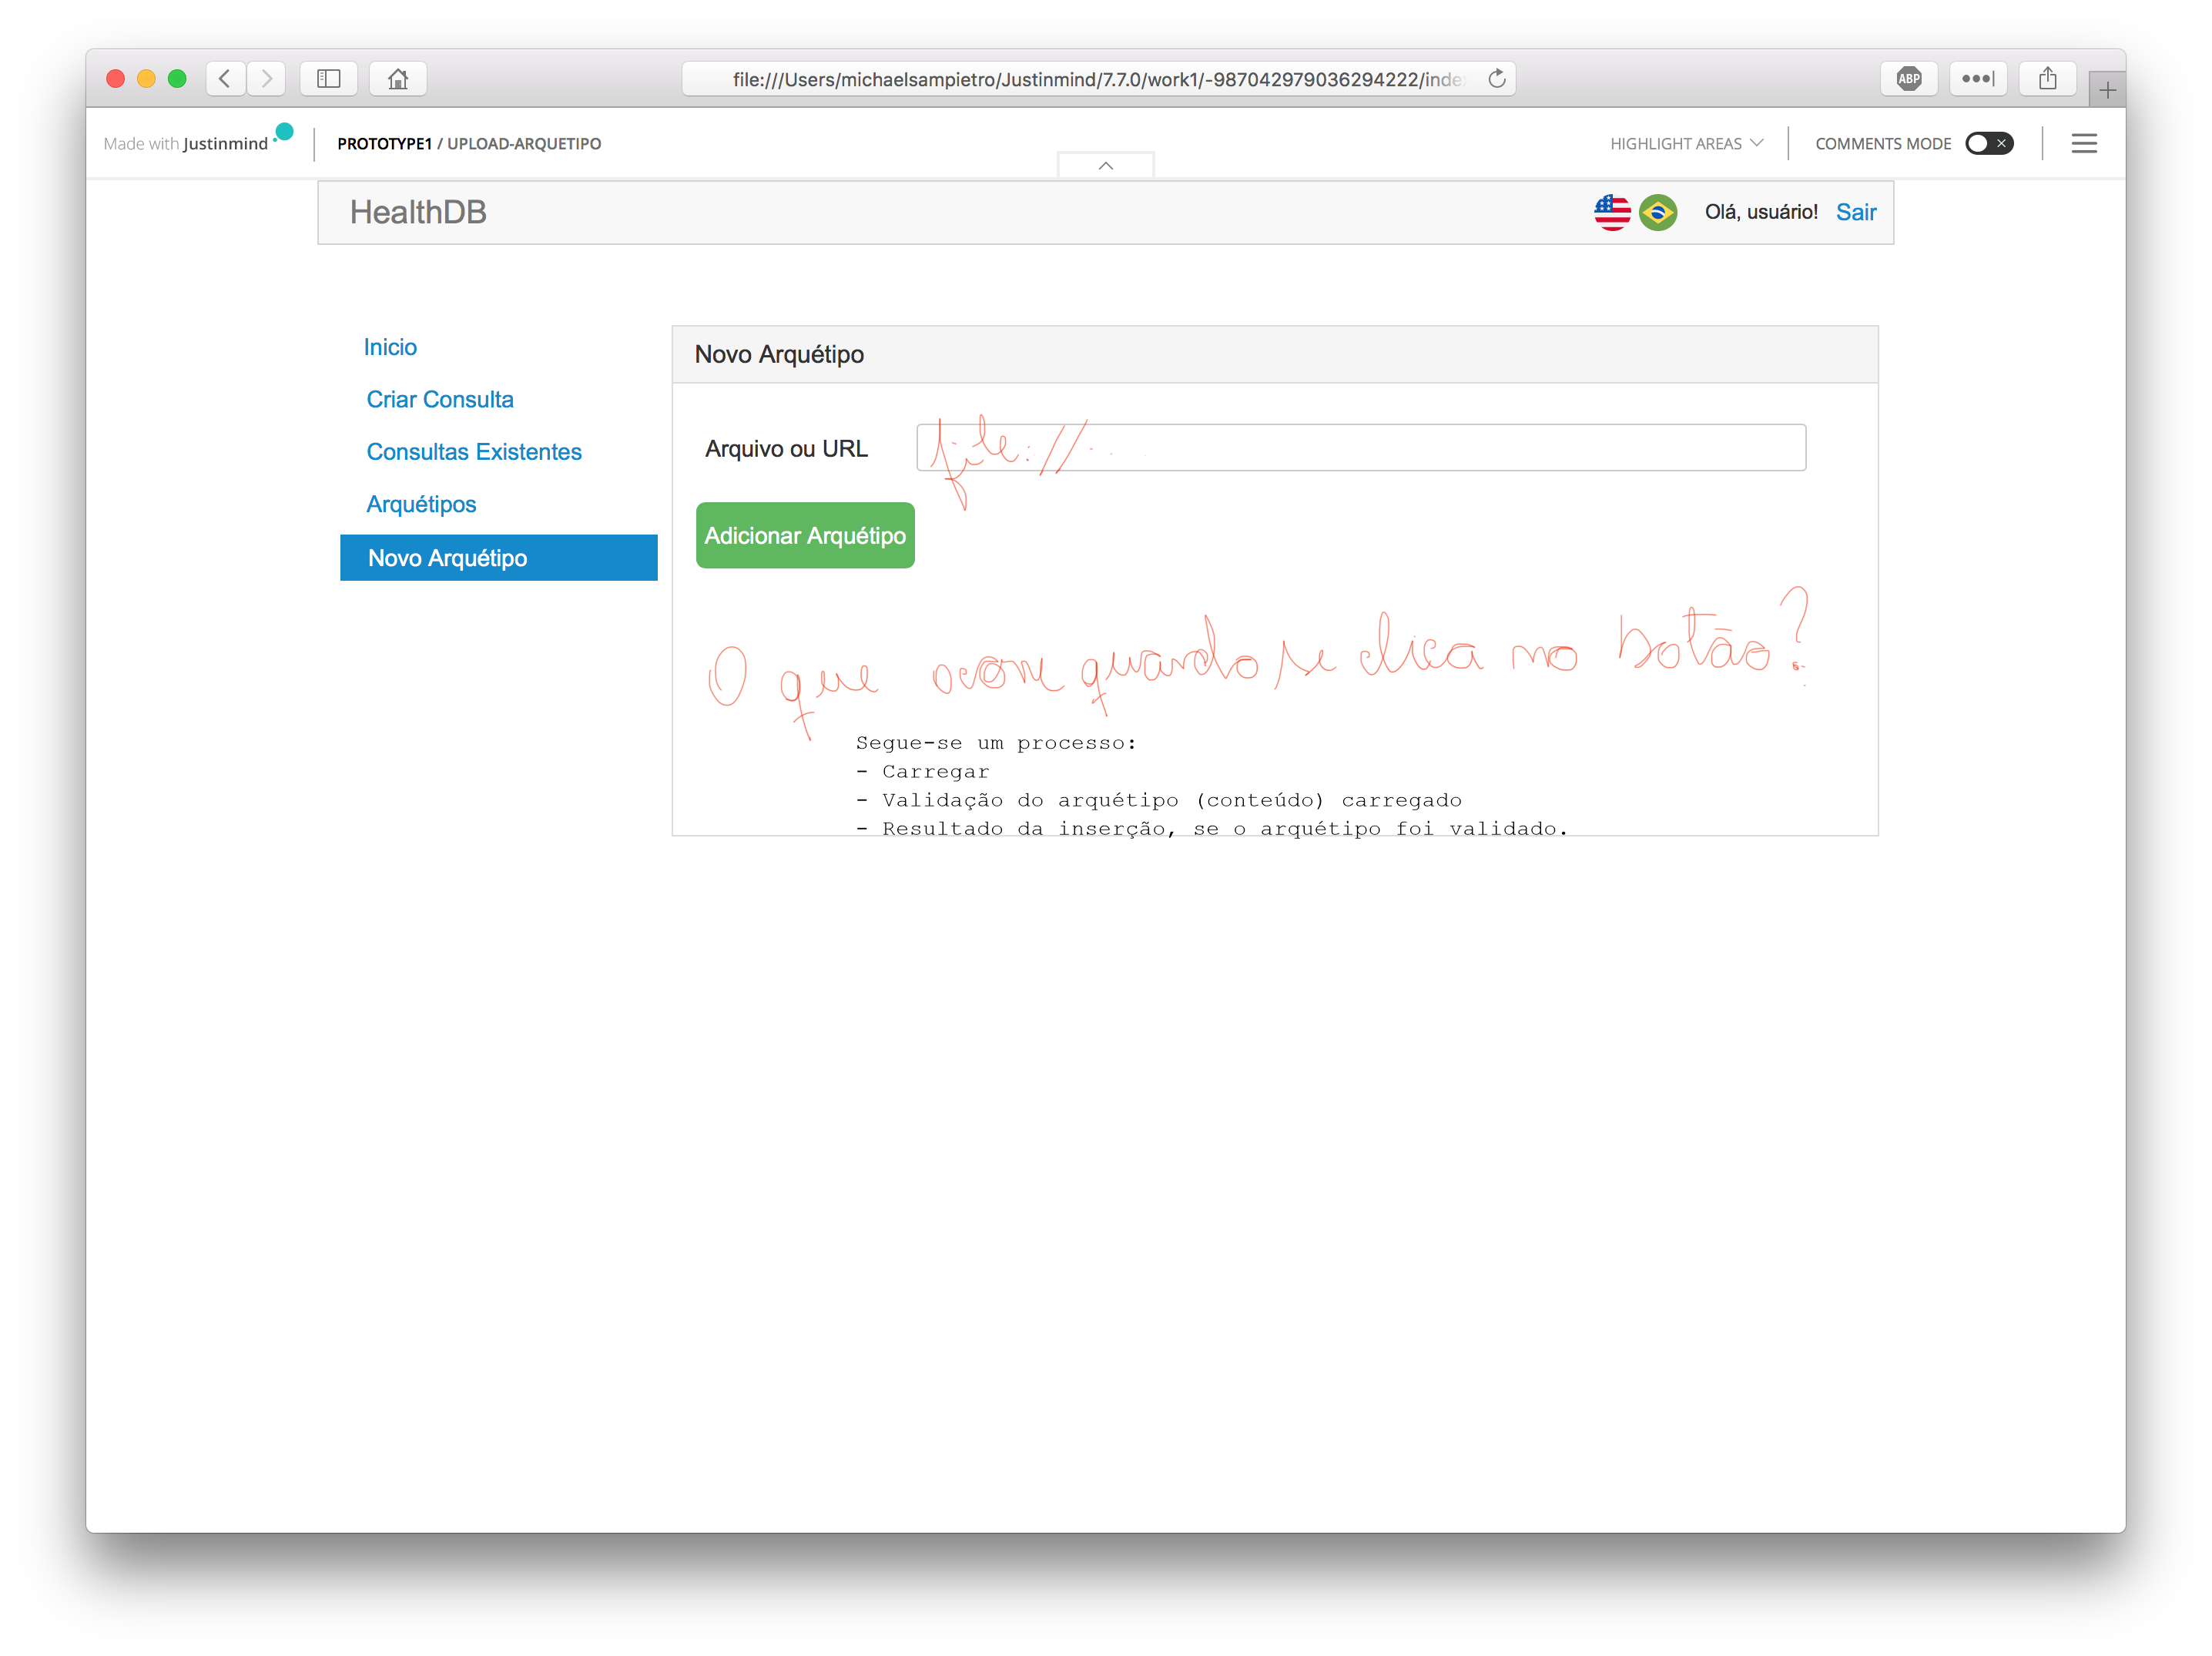 file:///Users/michaelsampietro/Justinmind/7.7.0/work1/-987042979036294222/inde
ABP
Made with Justinmind
PROTOTYPE1 / UPLOAD-ARQUETIPO
HIGHLIGHT AREAS
COMMENTS MODE
HealthDB
Olá, usuário! Sair
Inicio
Criar Consulta
Consultas Existentes
Arquétipos
Novo Arquétipo
Novo Arquétipo
Arquivo ou URL
file://...
Adicionar Arquétipo
O que ocorre quando se clica no botão?
Segue-se um processo:
- Carregar
- Validação do arquétipo (conteúdo) carregado
- Resultado da inserção, se o arquétipo foi validado.